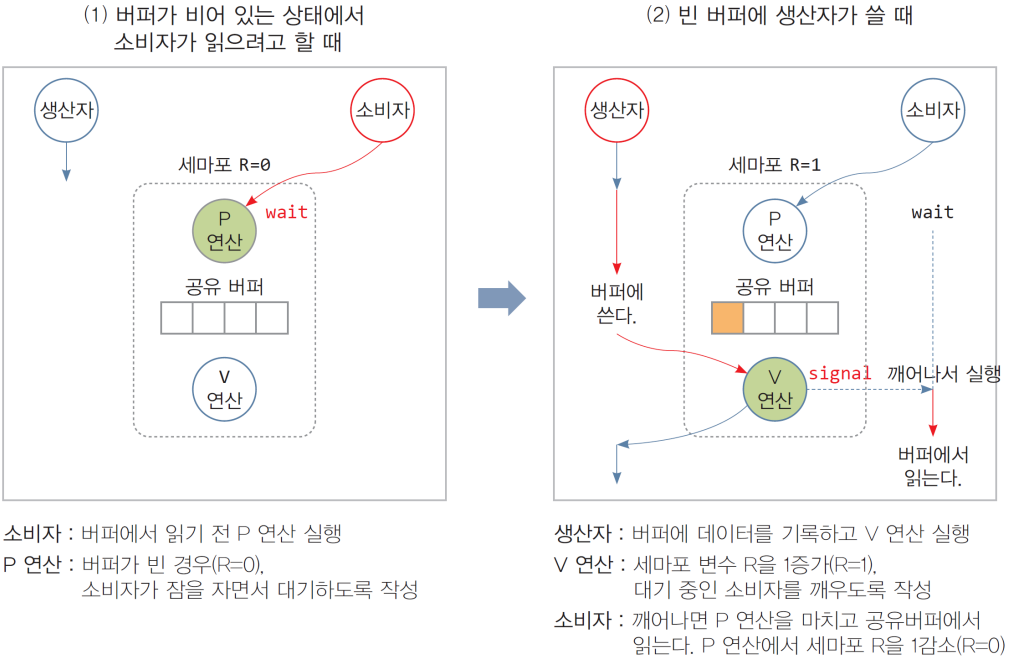 (1) 버퍼가 비어 있는 상태에서
소비자가 읽으려고 할 때
생산자
소비자
세마포 R=0
P
연산
wait
공유 버퍼
V
연산
소비자 : 버퍼에서 읽기 전 P 연산 실행
P 연산 : 버퍼가 빈 경우(R=0),
소비자가 잠을 자면서 대기하도록 작성
(2) 빈 버퍼에 생산자가 쓸 때
생산자
소비자
세마포 R=1
P
연산
wait
버퍼에
쓴다.
공유 버퍼
V
연산
signal
깨어나서 실행
버퍼에서
읽는다.
생산자 : 버퍼에 데이터를 기록하고 V 연산 실행
V 연산 : 세마포 변수 R을 1증가(R=1),
대기 중인 소비자를 깨우도록 작성
소비자 : 깨어나면 P 연산을 마치고 공유버퍼에서
읽는다. P 연산에서 세마포 R을 1감소(R=0)